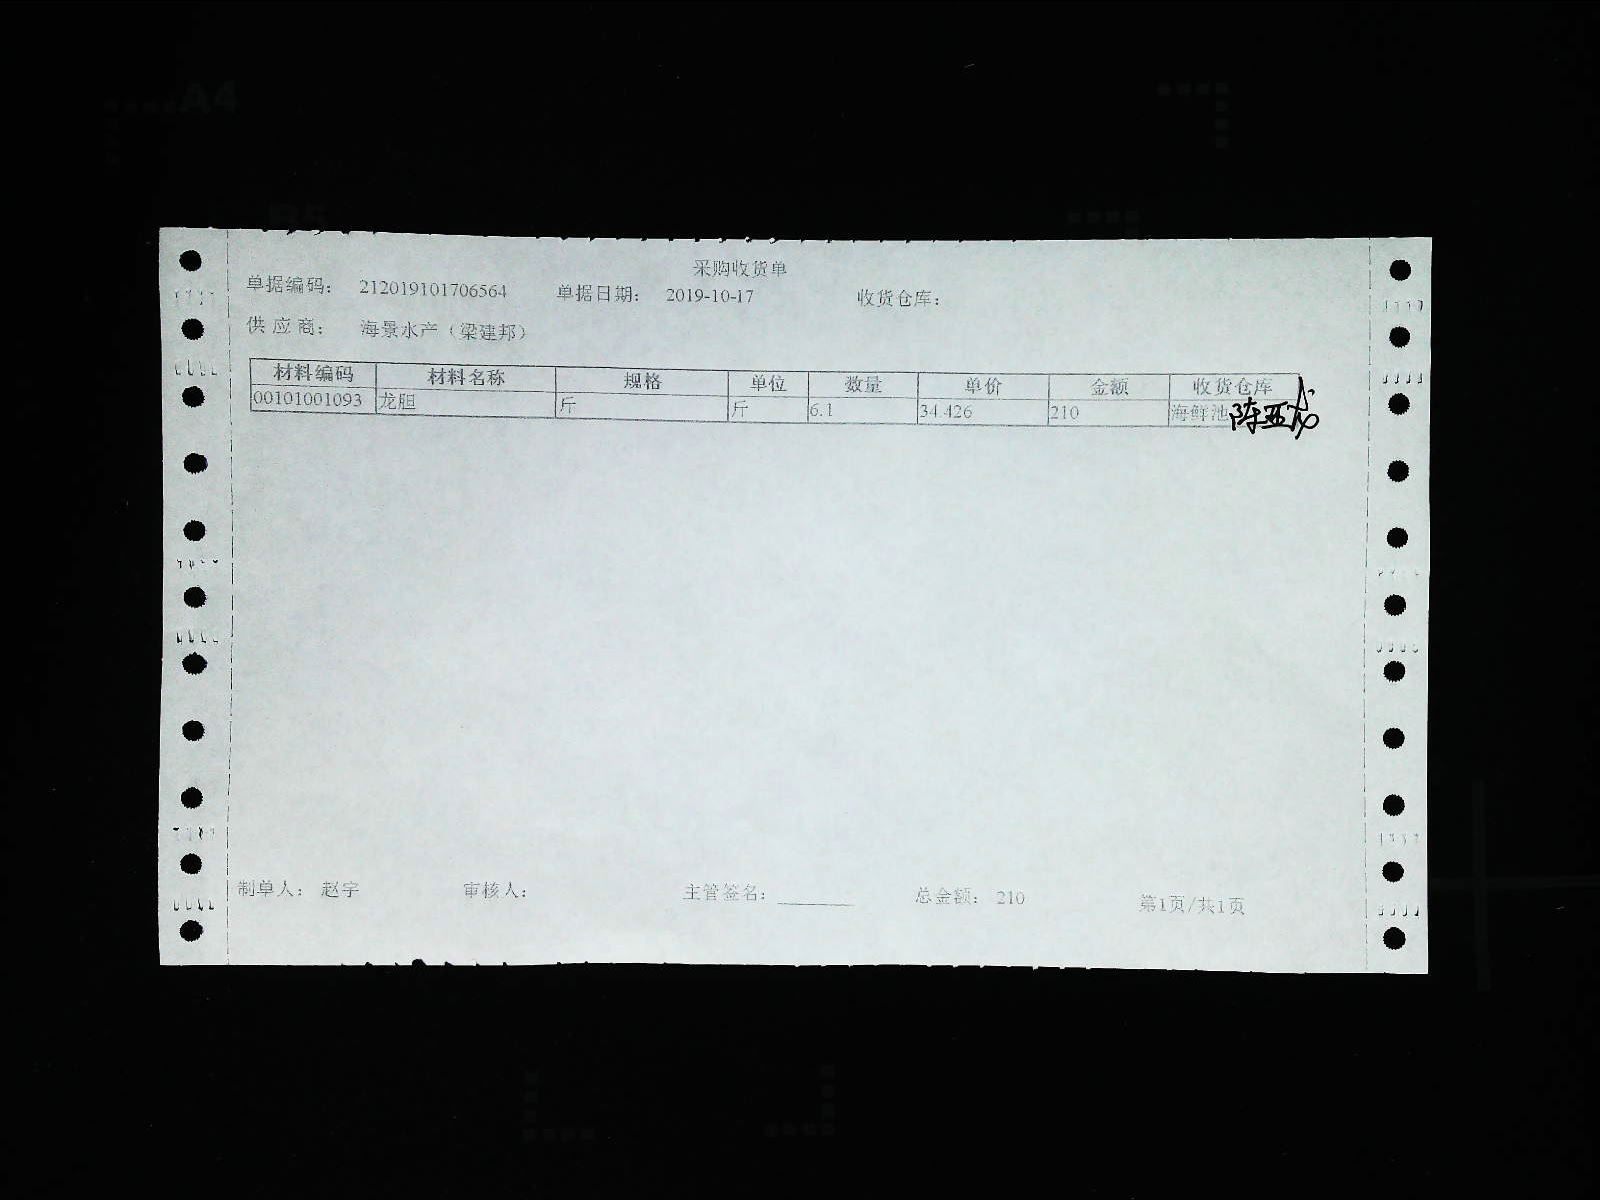 采购收货单
单据编码: 212019101706564 单据日期: 2019-10-17 收货仓库:
供应商: 海景水产（梁建邦）
材料编码 材料名称 规格 单位 数量 单价 金额 收货仓库
00101001093 龙胆 斤 斤 6.1 34.426 210 海鲜池
陈亚
制单人: 赵宇 审核人: 主管签名: 总金额: 210 第1页/共1页